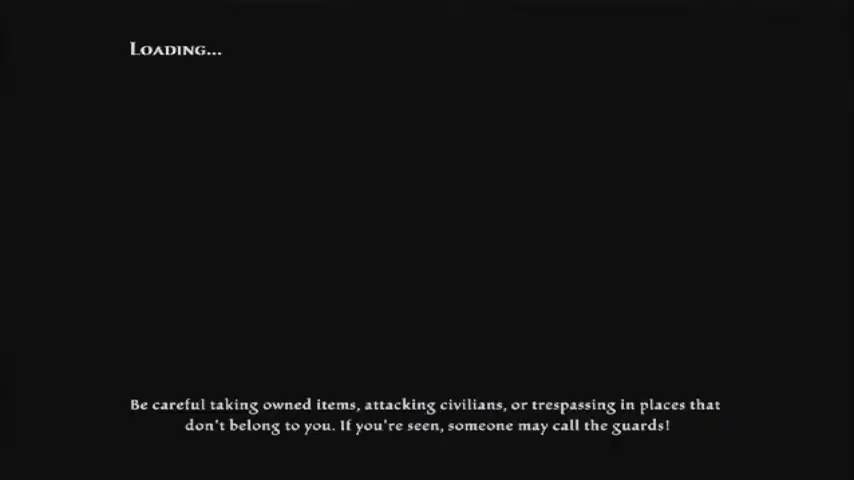 Loading...
Be careful taking owned items, attacking civilians, or trespassing in places that
don't belong to you. If you're seen, someone may call the guards!